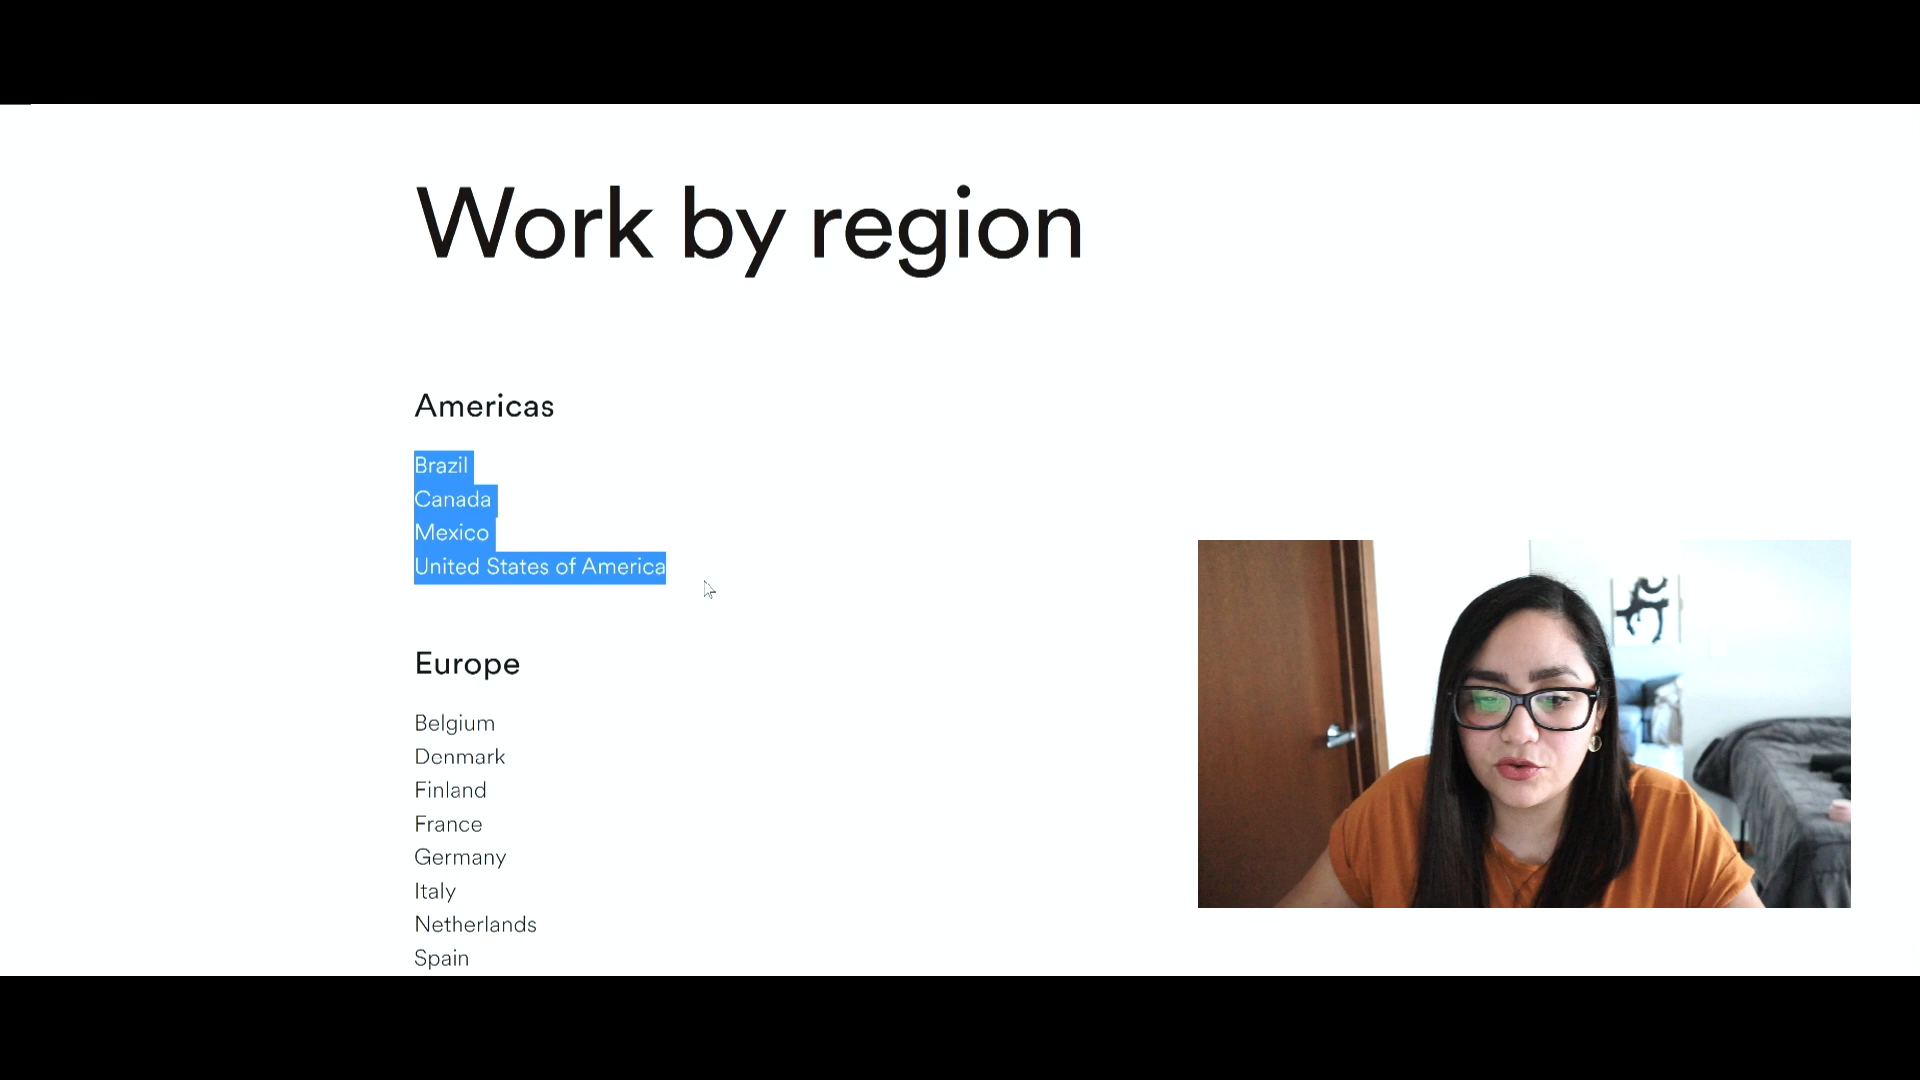 Work by region
Americas
Brazil
Canada
Mexico
United States of America
Europe
Belgium
Denmark
Finland
France
Germany
Italy
Netherlands
Spain